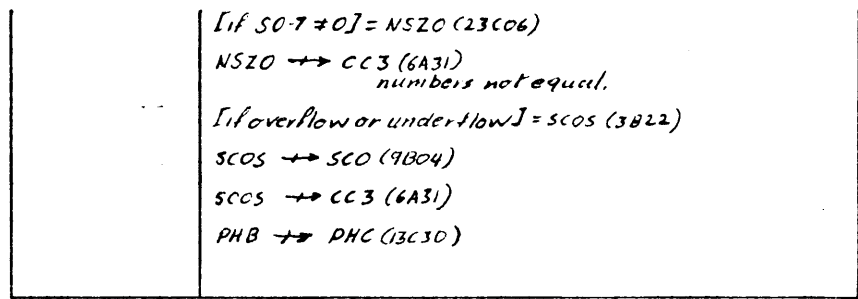 [if S0-7 ≠ 0] = NSZO (23C06)
NSZO ↛ CC3 (6A31)
numbers not equal.
[if overflow or underflow] = SCOS (3B22)
SCOS ↛ SCO (9B04)
SCOS ↛ CC3 (6A31)
PHB ↛ PHC (13C30)